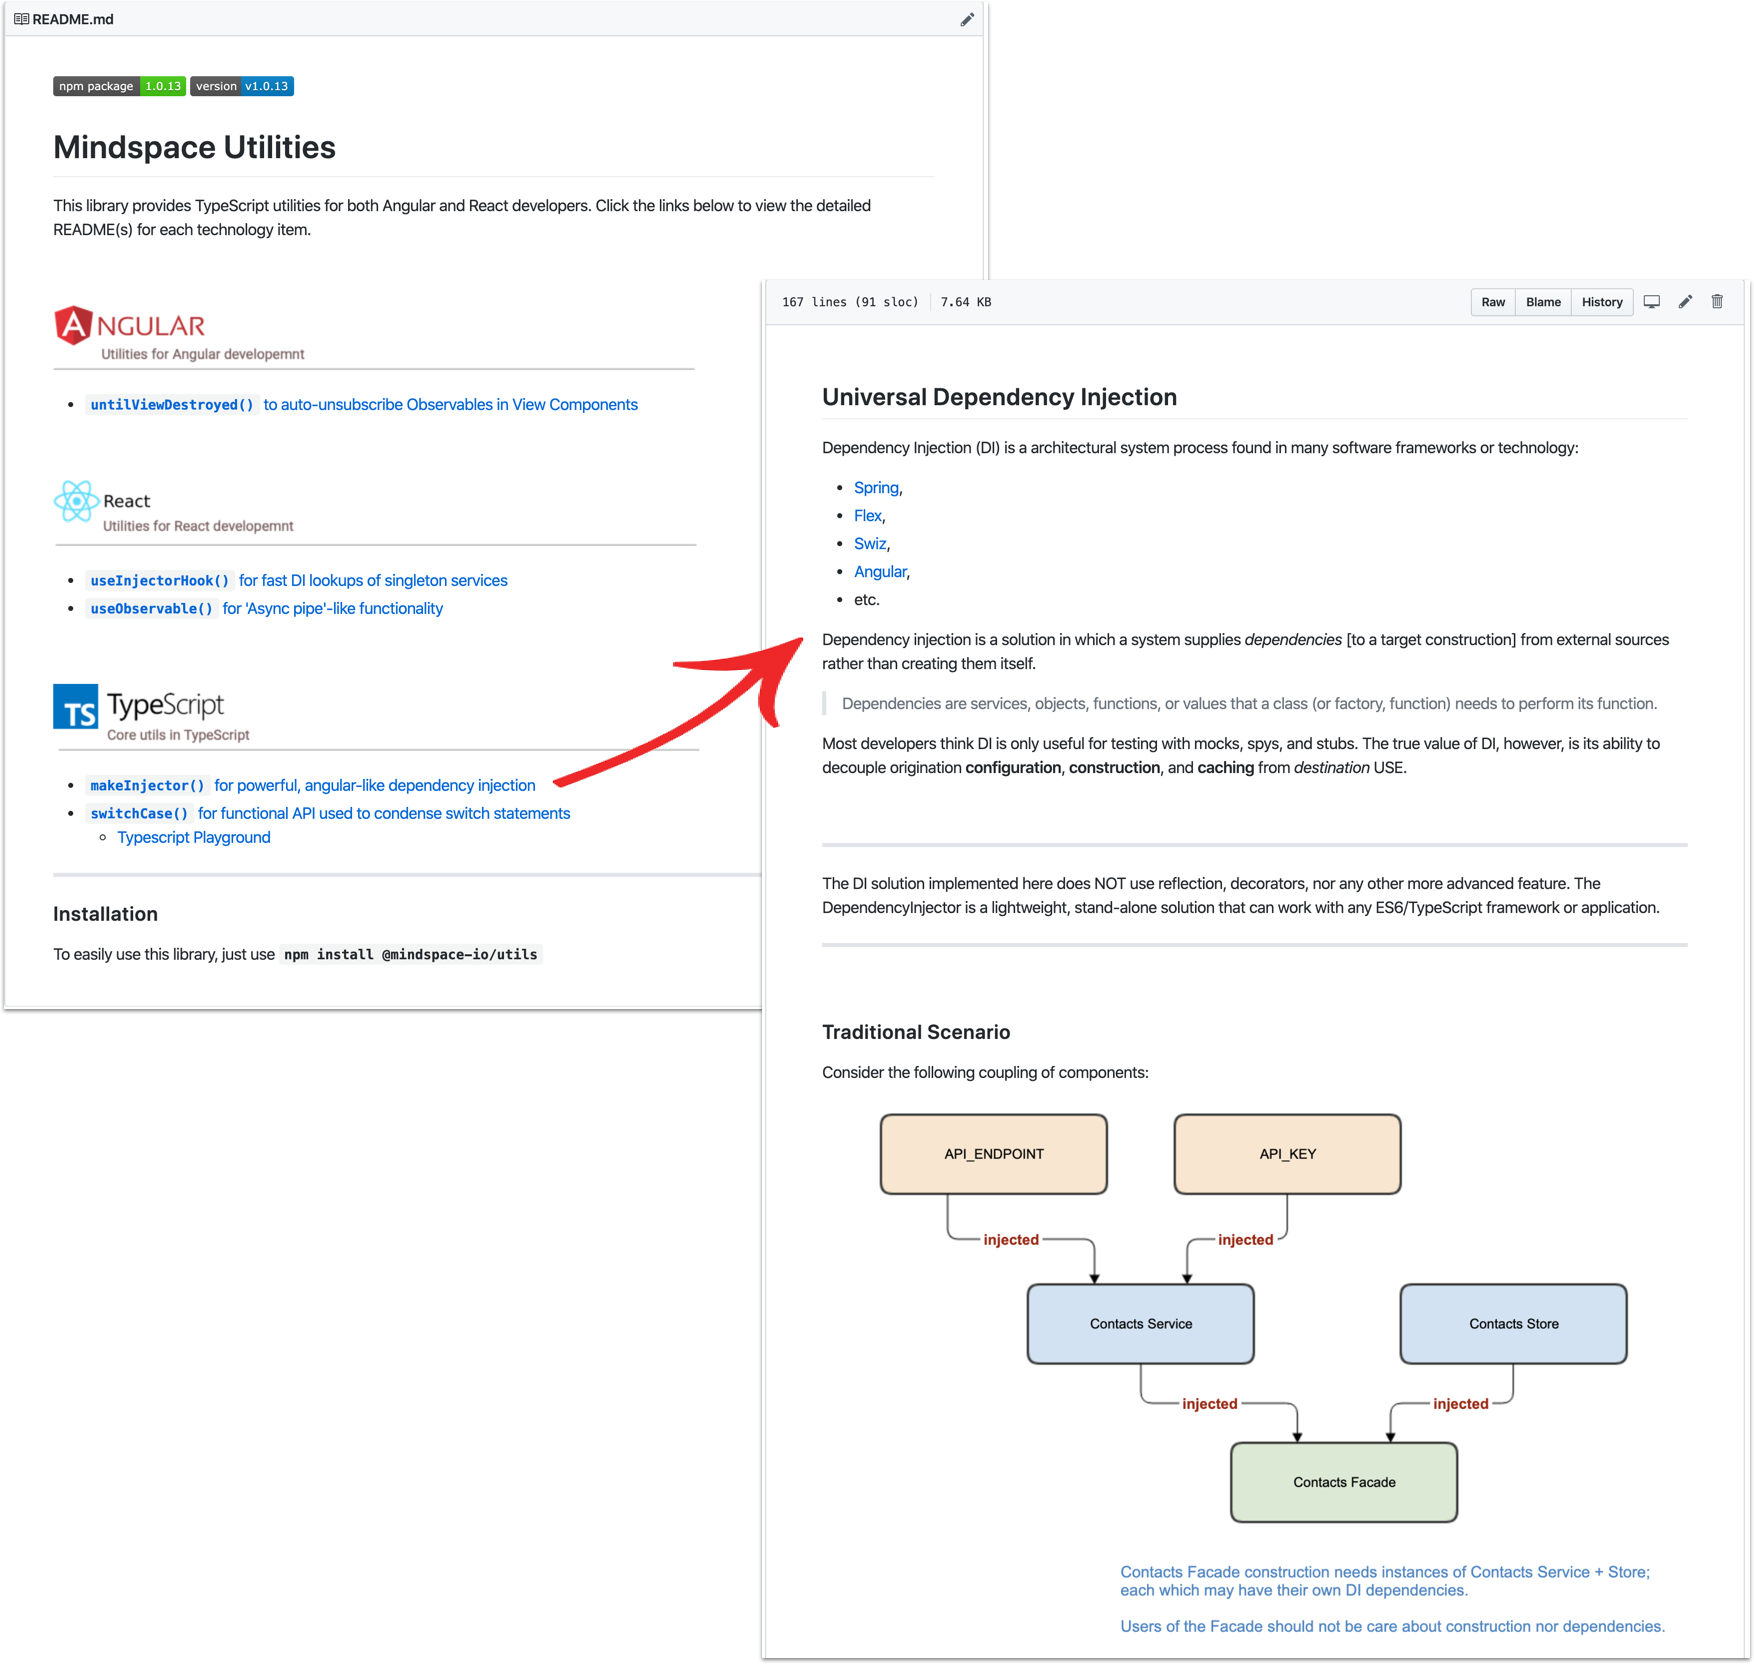 README.md
npm package 1.0.13 version v1.0.13
Mindspace Utilities
This library provides TypeScript utilities for both Angular and React developers. Click the links below to view the detailed
README(s) for each technology item.
ANGULAR
Utilities for Angular developemnt
untilViewDestroyed() to auto-unsubscribe Observables in View Components
React
Utilities for React developemnt
useInjectorHook() for fast DI lookups of singleton services
useObservable() for 'Async pipe'-like functionality
TS TypeScript
Core utils in TypeScript
makeInjector() for powerful, angular-like dependency injection
switchCase() for functional API used to condense switch statements
Typescript Playground
Installation
To easily use this library, just use npm install @mindspace-io/utils
167 lines (91 sloc) 7.64 KB Raw Blame History
Universal Dependency Injection
Dependency Injection (DI) is a architectural system process found in many software frameworks or technology:
Spring,
Flex,
Swiz,
Angular,
etc.
Dependency injection is a solution in which a system supplies dependencies [to a target construction] from external sources
rather than creating them itself.
Dependencies are services, objects, functions, or values that a class (or factory, function) needs to perform its function.
Most developers think DI is only useful for testing with mocks, spys, and stubs. The true value of DI, however, is its ability to
decouple origination configuration, construction, and caching from destination USE.
The DI solution implemented here does NOT use reflection, decorators, nor any other more advanced feature. The
DependencyInjector is a lightweight, stand-alone solution that can work with any ES6/TypeScript framework or application.
Traditional Scenario
Consider the following coupling of components:
API_ENDPOINT API_KEY
injected injected
Contacts Service Contacts Store
injected injected
Contacts Facade
Contacts Facade construction needs instances of Contacts Service + Store;
each which may have their own DI dependencies.
Users of the Facade should not be care about construction nor dependencies.